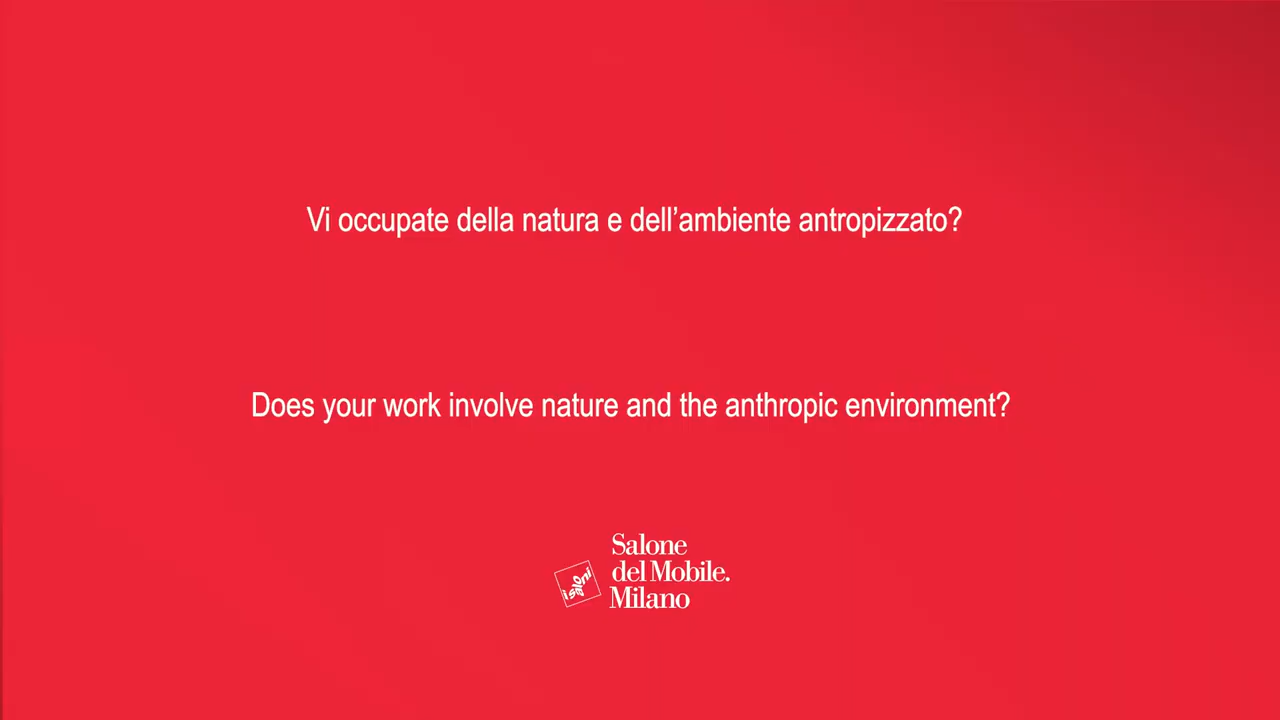 Vi occupate della natura e dell’ambiente antropizzato?
Does your work involve nature and the anthropic environment?
Salone
del Mobile.
Milano
i saloni